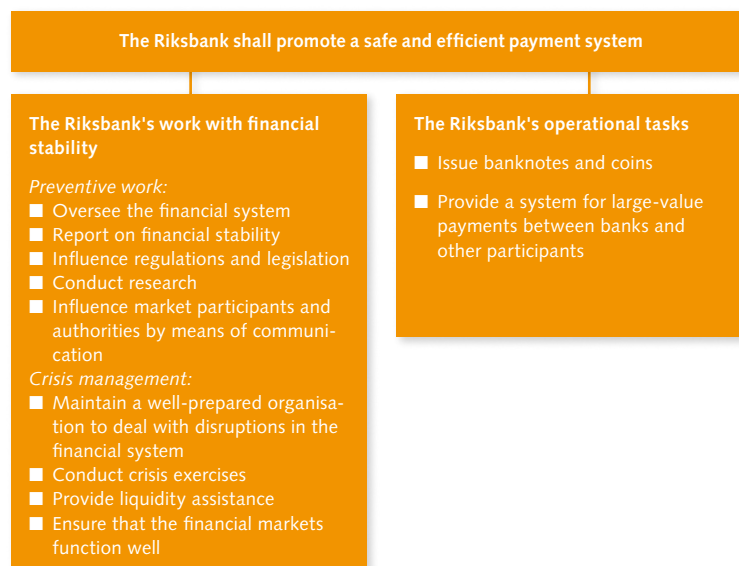 The Riksbank shall promote a safe and efficient payment system
The Riksbank's work with financial
stability
Preventive work:
Oversee the financial system
Report on financial stability
Influence regulations and legislation
Conduct research
Influence market participants and
authorities by means of communi-
cation
Crisis management:
Maintain a well-prepared organisa-
tion to deal with disruptions in the
financial system
Conduct crisis exercises
Provide liquidity assistance
Ensure that the financial markets
function well
The Riksbank's operational tasks
Issue banknotes and coins
Provide a system for large-value
payments between banks and
other participants